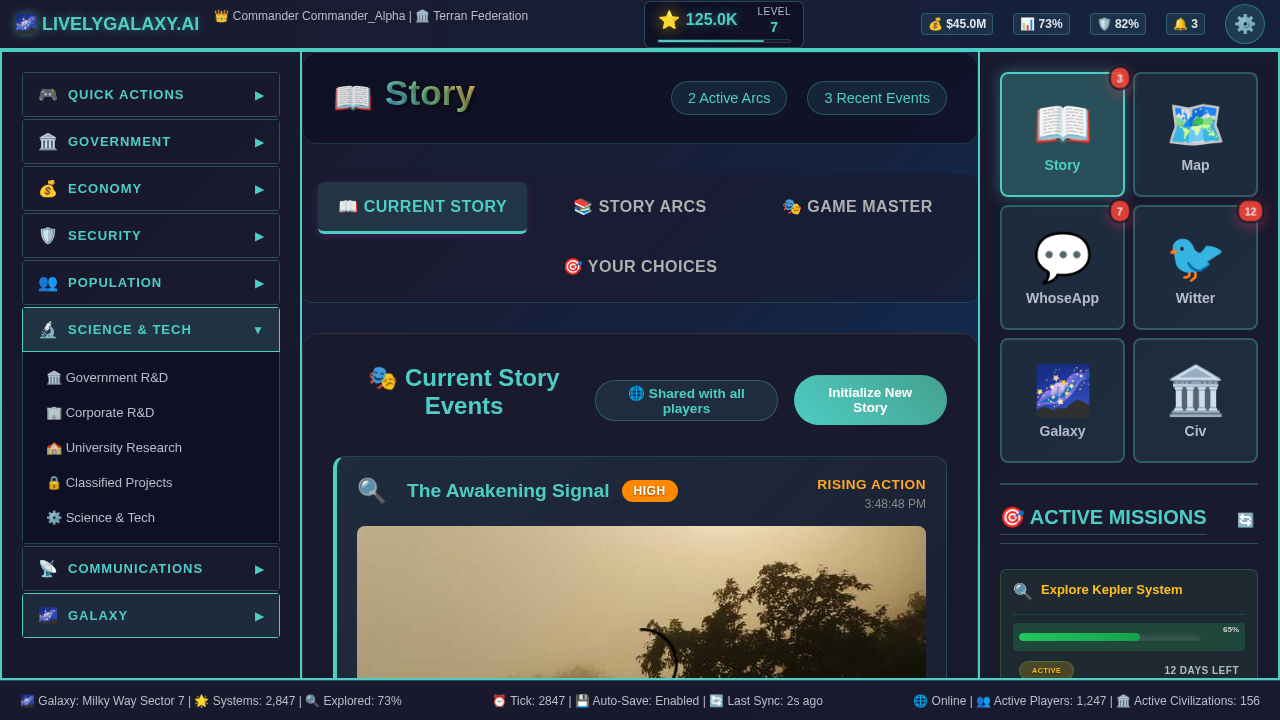 🌌 LIVELYGALAXY.AI
👑 Commander Commander_Alpha | 🏛️ Terran Federation
⭐ 125.0K
LEVEL
7
💰 $45.0M
📊 73%
🛡️ 82%
🔔 3
⚙️
🎮 QUICK ACTIONS ▶
🏛️ GOVERNMENT ▶
💰 ECONOMY ▶
🛡️ SECURITY ▶
👥 POPULATION ▶
🔬 SCIENCE & TECH ▼
🏛️ Government R&D
🏢 Corporate R&D
🏫 University Research
🔒 Classified Projects
⚙️ Science & Tech
📡 COMMUNICATIONS ▶
🌌 GALAXY ▶
📖 Story
2 Active Arcs
3 Recent Events
📖 CURRENT STORY
📚 STORY ARCS
🎭 GAME MASTER
🎯 YOUR CHOICES
🎭 Current Story
Events
🌐 Shared with all
players
Initialize New
Story
🔍 The Awakening Signal
HIGH
RISING ACTION
3:48:48 PM
3
📖
Story
🗺️
Map
7
💬
WhoseApp
12
🐦
Witter
🌌
Galaxy
🏛️
Civ
🎯 ACTIVE MISSIONS
🔄
🔍 Explore Kepler System
65%
ACTIVE
12 DAYS LEFT
🌌 Galaxy: Milky Way Sector 7 | 🌟 Systems: 2,847 | 🔍 Explored: 73%
⏰ Tick: 2847 | 💾 Auto-Save: Enabled | 🔄 Last Sync: 2s ago
🌐 Online | 👥 Active Players: 1,247 | 🏛️ Active Civilizations: 156